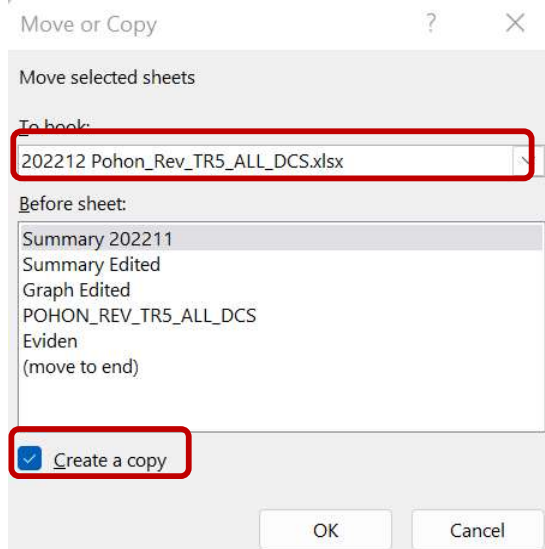 Move or Copy ?
Move selected sheets
To book:
202212 Pohon_Rev_TR5_ALL_DCS.xlsx
Before sheet:
Summary 202211
Summary Edited
Graph Edited
POHON_REV_TR5_ALL_DCS
Eviden
(move to end)
Create a copy
OK Cancel